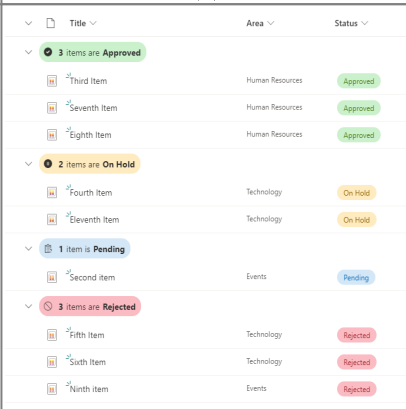 Title Area Status
3 items are Approved
Third Item Human Resources Approved
Seventh Item Human Resources Approved
Eighth Item Human Resources Approved
2 items are On Hold
Fourth Item Technology On Hold
Eleventh Item Technology On Hold
1 item is Pending
Second item Events Pending
3 items are Rejected
Fifth Item Technology Rejected
Sixth Item Technology Rejected
Ninth item Events Rejected